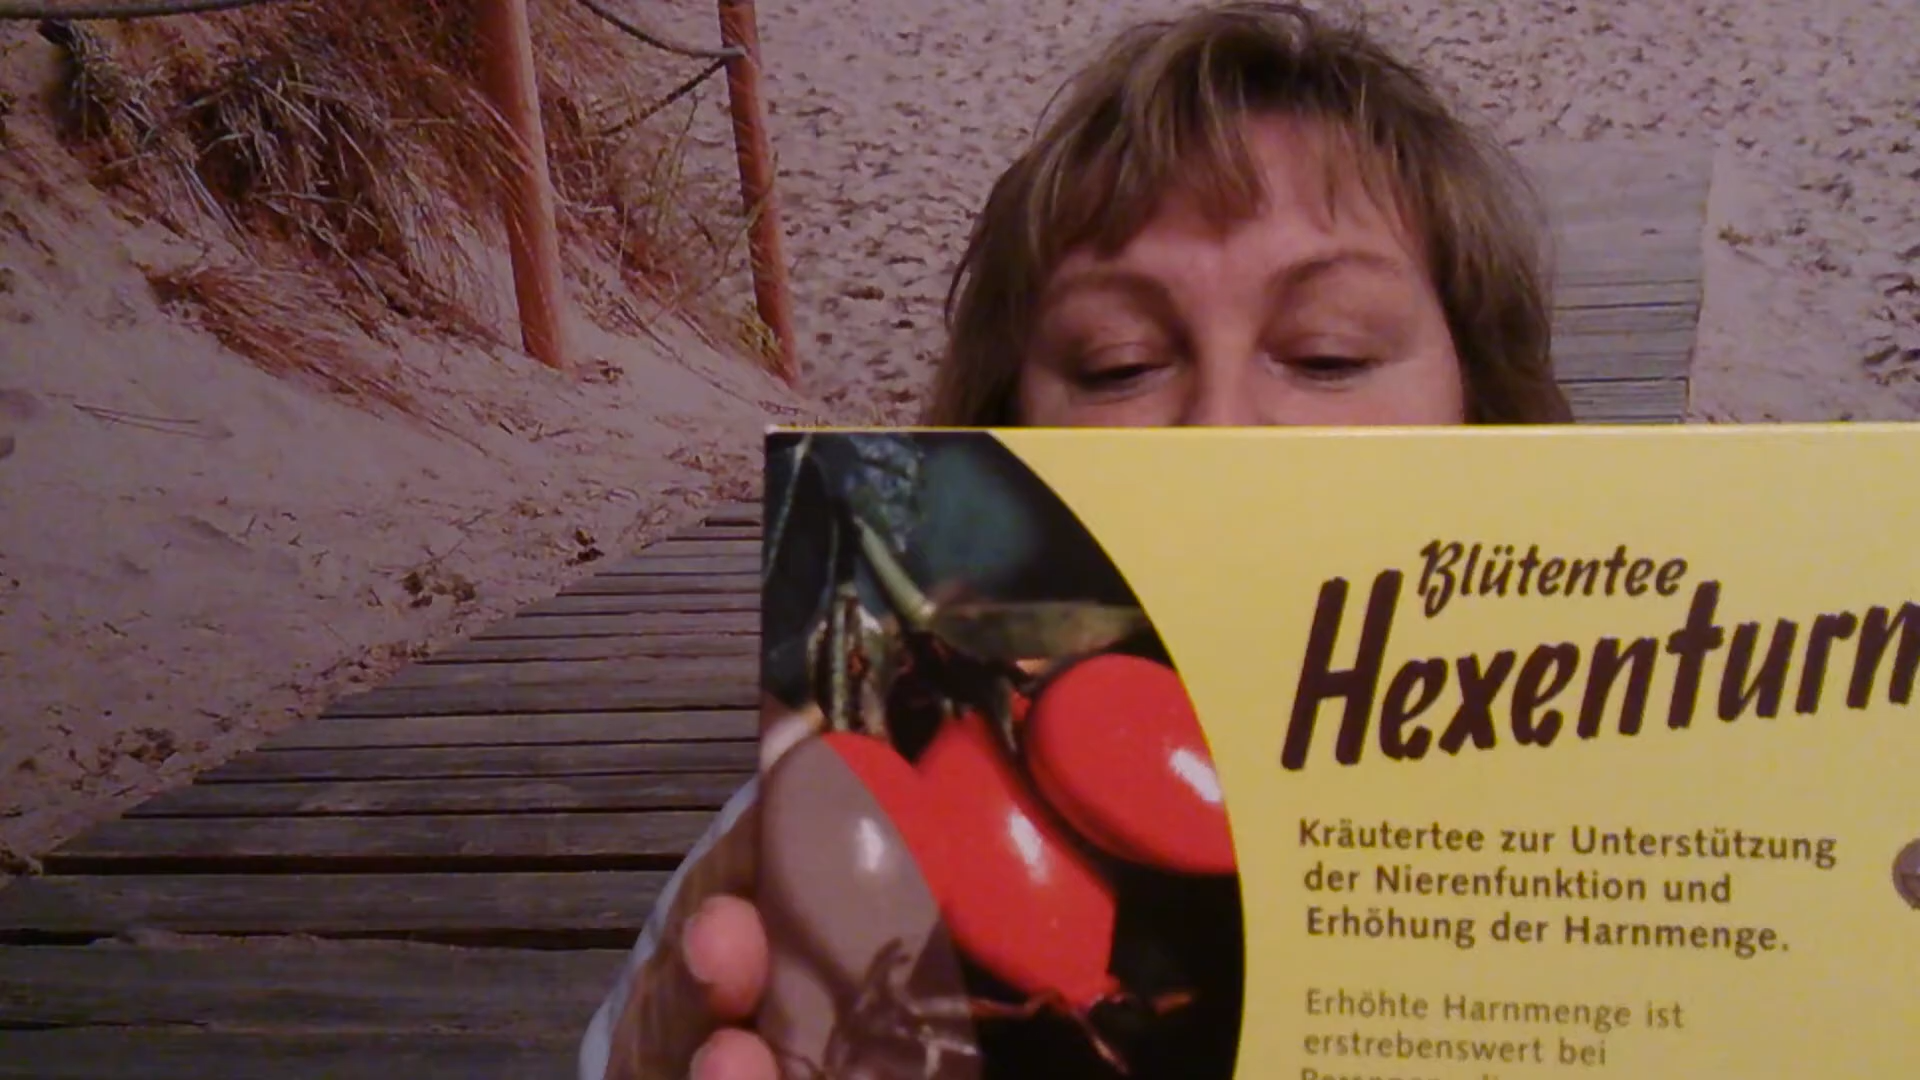 Blütentee
Hexenturm
Kräutertee zur Unterstützung
der Nierenfunktion und
Erhöhung der Harnmenge.
Erhöhte Harnmenge ist
erstrebenswert bei